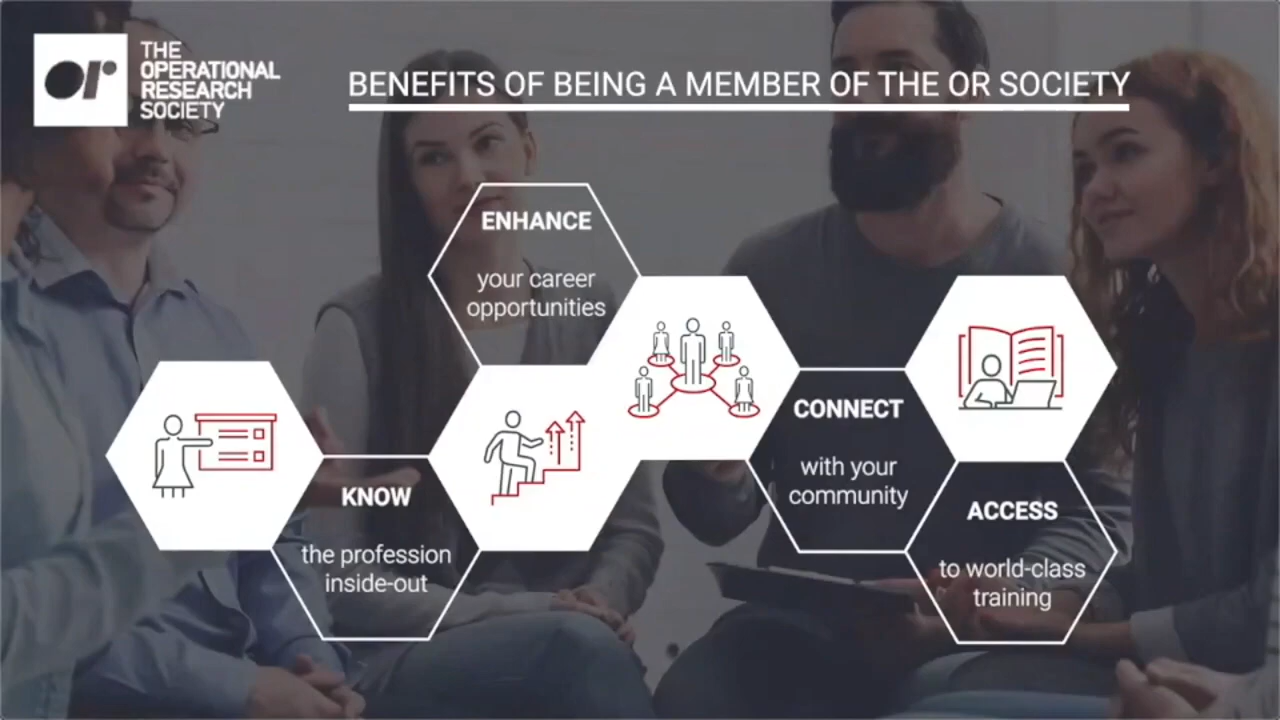 or
THE
OPERATIONAL
RESEARCH
SOCIETY
BENEFITS OF BEING A MEMBER OF THE OR SOCIETY
ENHANCE
your career
opportunities
CONNECT
with your
community
KNOW
the profession
inside-out
ACCESS
to world-class
training